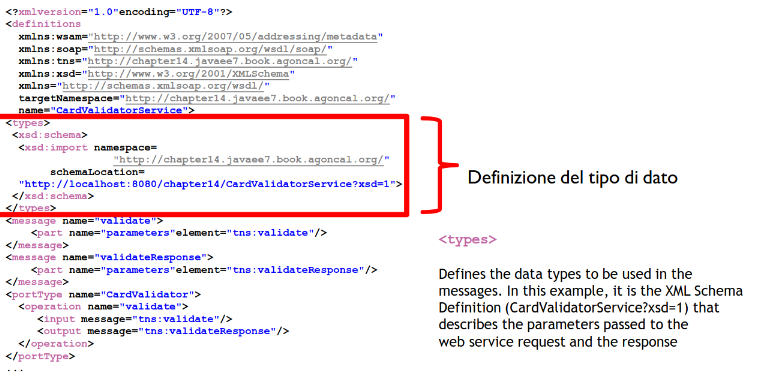 <?xmlversion="1.0"encoding="UTF-8"?>
<definitions
xmlns:wsam="http://www.w3.org/2007/05/addressing/metadata"
xmlns:soap="http://schemas.xmlsoap.org/wsdl/soap/"
xmlns:tns="http://chapter14.javaee7.book.agoncal.org/"
xmlns:xsd="http://www.w3.org/2001/XMLSchema"
xmlns="http://schemas.xmlsoap.org/wsdl/"
targetNamespace="http://chapter14.javaee7.book.agoncal.org/"
name="CardValidatorService">
<types>
<xsd:schema>
<xsd:import namespace=
"http://chapter14.javaee7.book.agoncal.org/"
schemaLocation=
"http://localhost:8080/chapter14/CardValidatorService?xsd=1">
</xsd:schema>
</types>
<message name="validate">
<part name="parameters"element="tns:validate"/>
</message>
<message name="validateResponse">
<part name="parameters"element="tns:validateResponse"/>
</message>
<portType name="CardValidator">
<operation name="validate">
<input message="tns:validate"/>
<output message="tns:validateResponse"/>
</operation>
</portType>
...
Definizione del tipo di dato
<types>
Defines the data types to be used in the
messages. In this example, it is the XML Schema
Definition (CardValidatorService?xsd=1) that
describes the parameters passed to the
web service request and the response